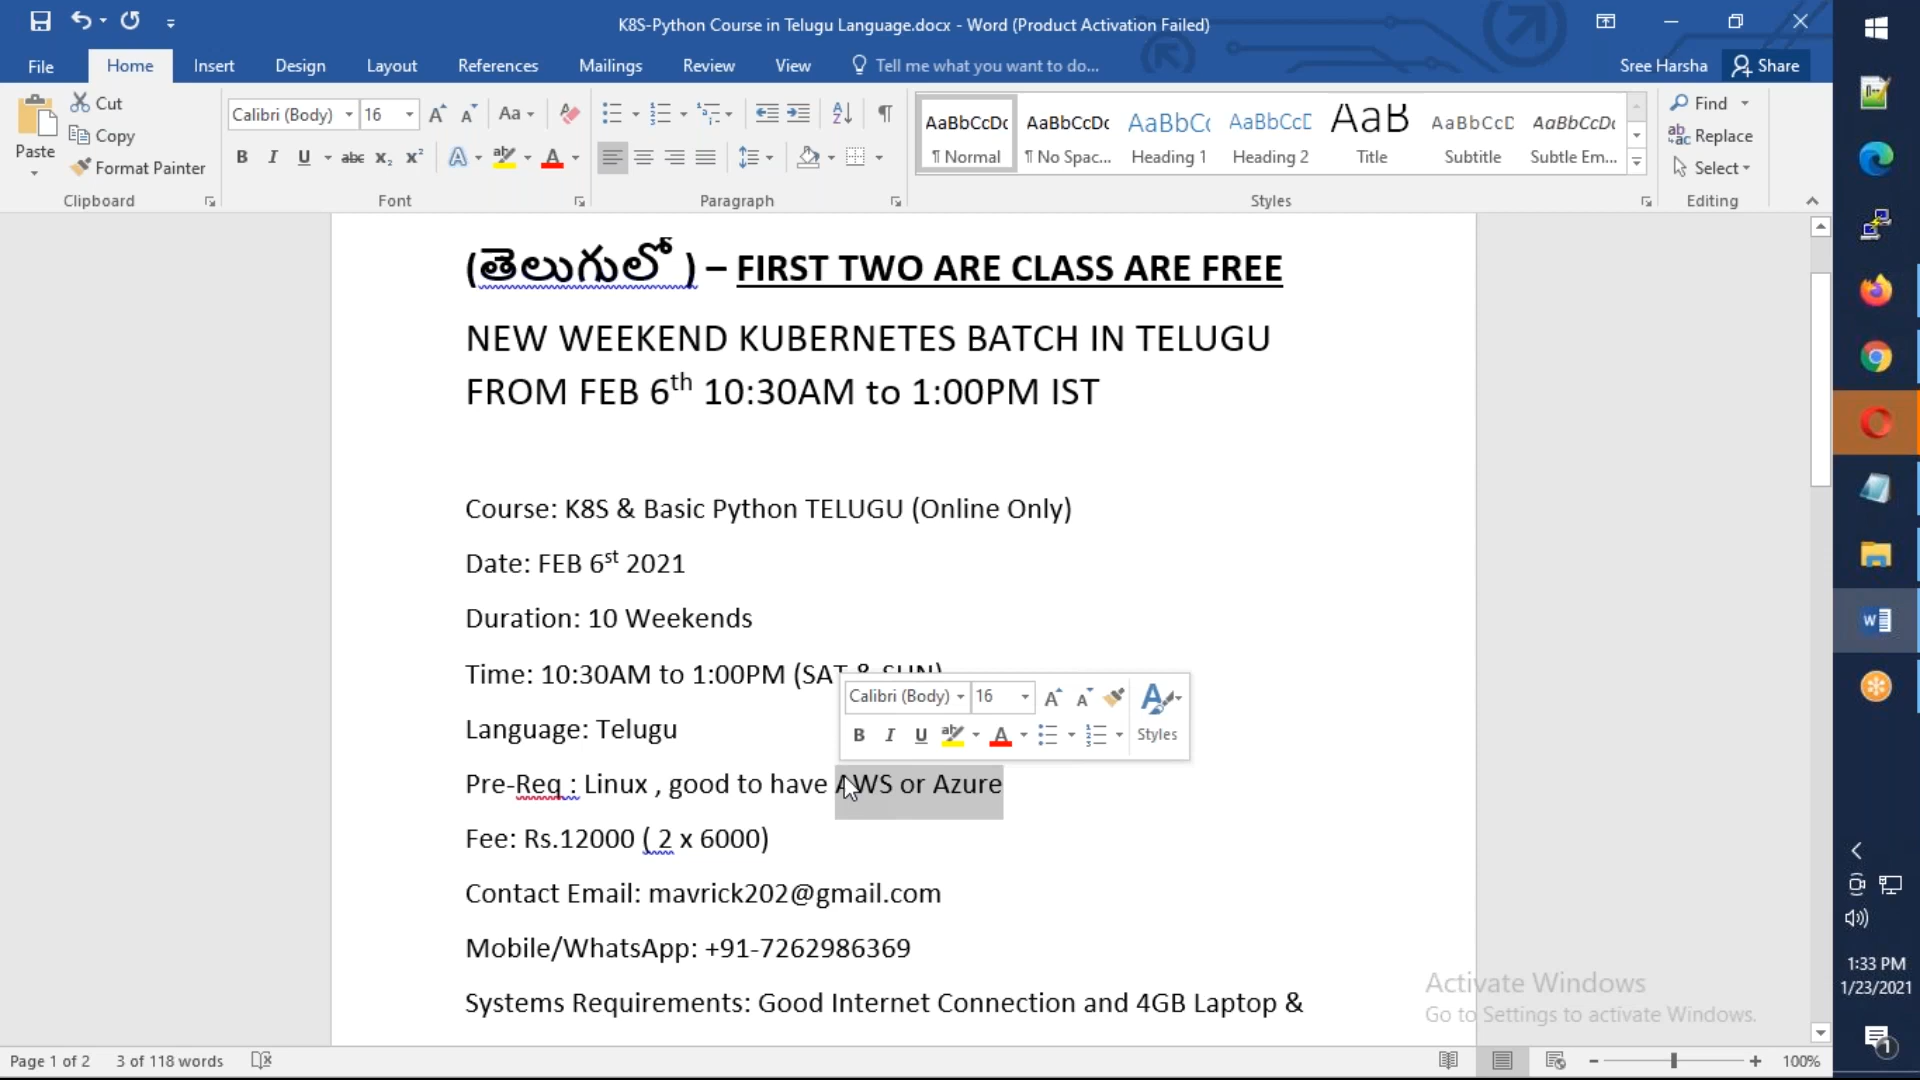 K8S-Python Course in Telugu Language.docx - Word (Product Activation Failed)
File Home Insert Design Layout References Mailings Review View Tell me what you want to do... Sree Harsha Share
Paste
Cut
Copy
Format Painter
Clipboard
Calibri (Body) 16
Font
Paragraph
AaBbCcDc AaBbCcDc AaBbCc AaBbCcD AaB AaBbCcD AaBbCcDc
¶ Normal ¶ No Spac... Heading 1 Heading 2 Title Subtitle Subtle Em...
Styles
Find
Replace
Select
Editing
(తెలుగులో ) – FIRST TWO ARE CLASS ARE FREE
NEW WEEKEND KUBERNETES BATCH IN TELUGU
FROM FEB 6th 10:30AM to 1:00PM IST
Course: K8S & Basic Python TELUGU (Online Only)
Date: FEB 6st 2021
Duration: 10 Weekends
Time: 10:30AM to 1:00PM (SAT & SUN)
Calibri (Body) 16
Styles
Language: Telugu
Pre-Req : Linux , good to have AWS or Azure
Fee: Rs.12000 ( 2 x 6000)
Contact Email: mavrick202@gmail.com
Mobile/WhatsApp: +91-7262986369
Systems Requirements: Good Internet Connection and 4GB Laptop &
Activate Windows
Go to Settings to activate Windows.
Page 1 of 2 3 of 118 words 100%
1:33 PM
1/23/2021
1